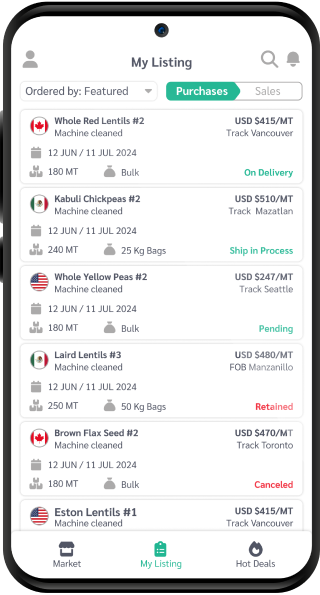 My Listing
Ordered by: Featured Purchases Sales
Whole Red Lentils #2 USD $415/MT
Machine cleaned Track Vancouver
12 JUN / 11 JUL 2024
180 MT Bulk On Delivery
Kabuli Chickpeas #2 USD $510/MT
Machine cleaned Track Mazatlan
12 JUN / 11 JUL 2024
240 MT 25 Kg Bags Ship in Process
Whole Yellow Peas #2 USD $247/MT
Machine cleaned Track Seattle
12 JUN / 11 JUL 2024
180 MT Bulk Pending
Laird Lentils #3 USD $480/MT
Machine cleaned FOB Manzanillo
12 JUN / 11 JUL 2024
250 MT 50 Kg Bags Retained
Brown Flax Seed #2 USD $470/MT
Machine cleaned Track Toronto
12 JUN / 11 JUL 2024
180 MT Bulk Canceled
Eston Lentils #1 USD $415/MT
Machine cleaned Track Vancouver
Market My Listing Hot Deals